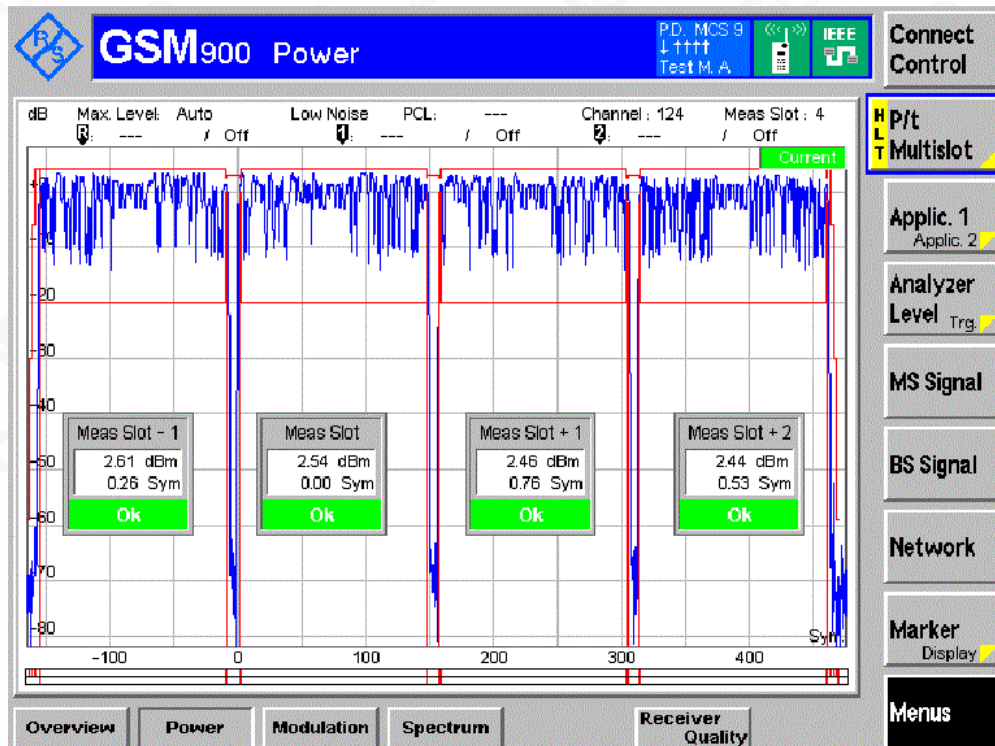 R/S
GSM900 Power
P.D. MCS 9
↓ ↑↑↑↑
Test M. A.
IEEE
Connect
Control
dB Max. Level: Auto Low Noise PCL: --- Channel : 124 Meas Slot : 4
R: --- / Off 1: --- / Off 2: --- / Off
HLT
P/t
Multislot
Current
Applic. 1
Applic. 2
-20
Analyzer
Level Trg.
-30
MS Signal
-40
Meas Slot - 1 Meas Slot Meas Slot + 1 Meas Slot + 2
-50
2.61 dBm 2.54 dBm 2.46 dBm 2.44 dBm
0.26 Sym 0.00 Sym 0.76 Sym 0.53 Sym
Ok Ok Ok Ok
BS Signal
-60
Network
-70
-80
Sym.
Marker
Display
-100 0 100 200 300 400
Menus
Overview Power Modulation Spectrum Receiver Quality